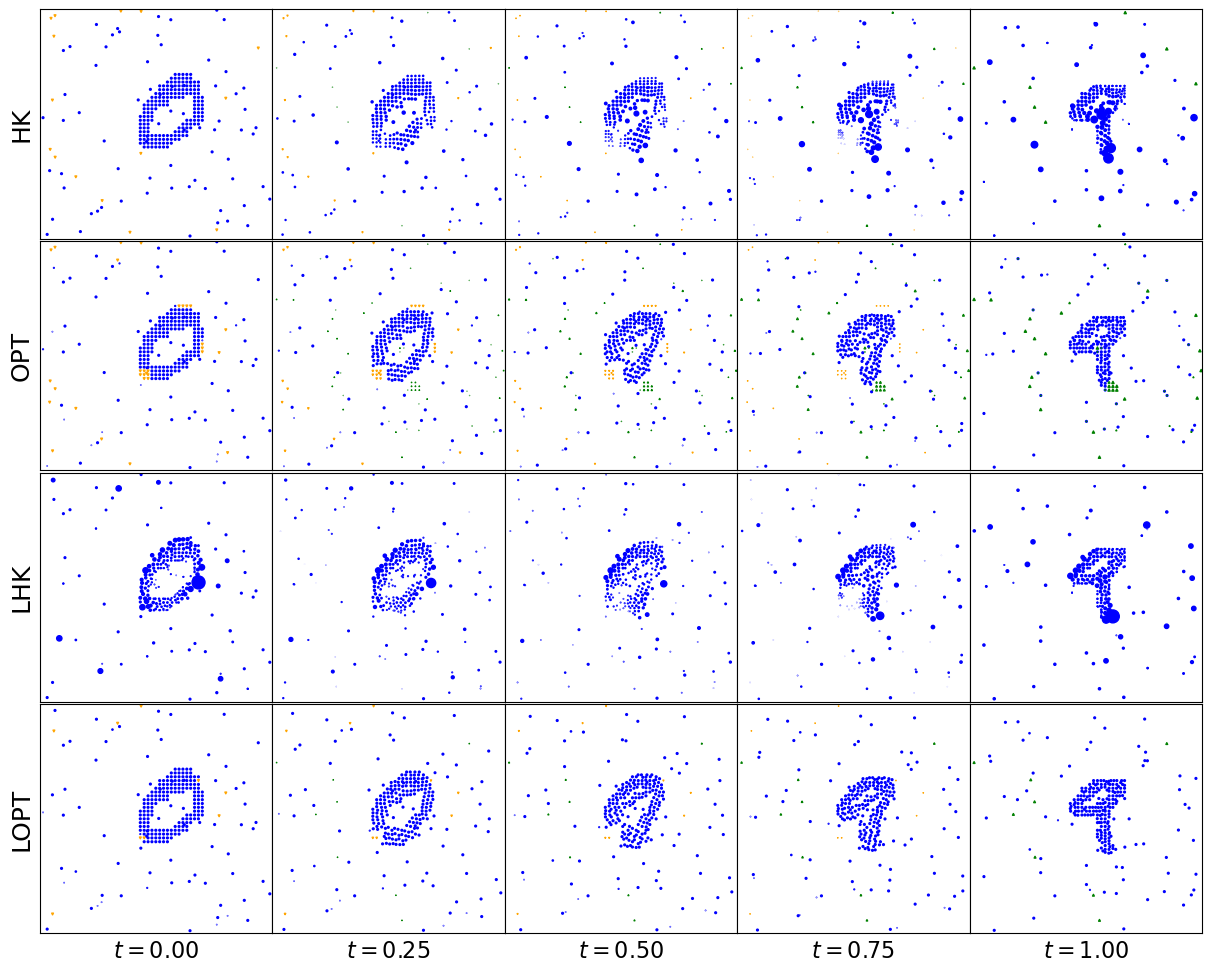 HK
OPT
LHK
LOPT
t = 0.00 t = 0.25 t = 0.50 t = 0.75 t = 1.00